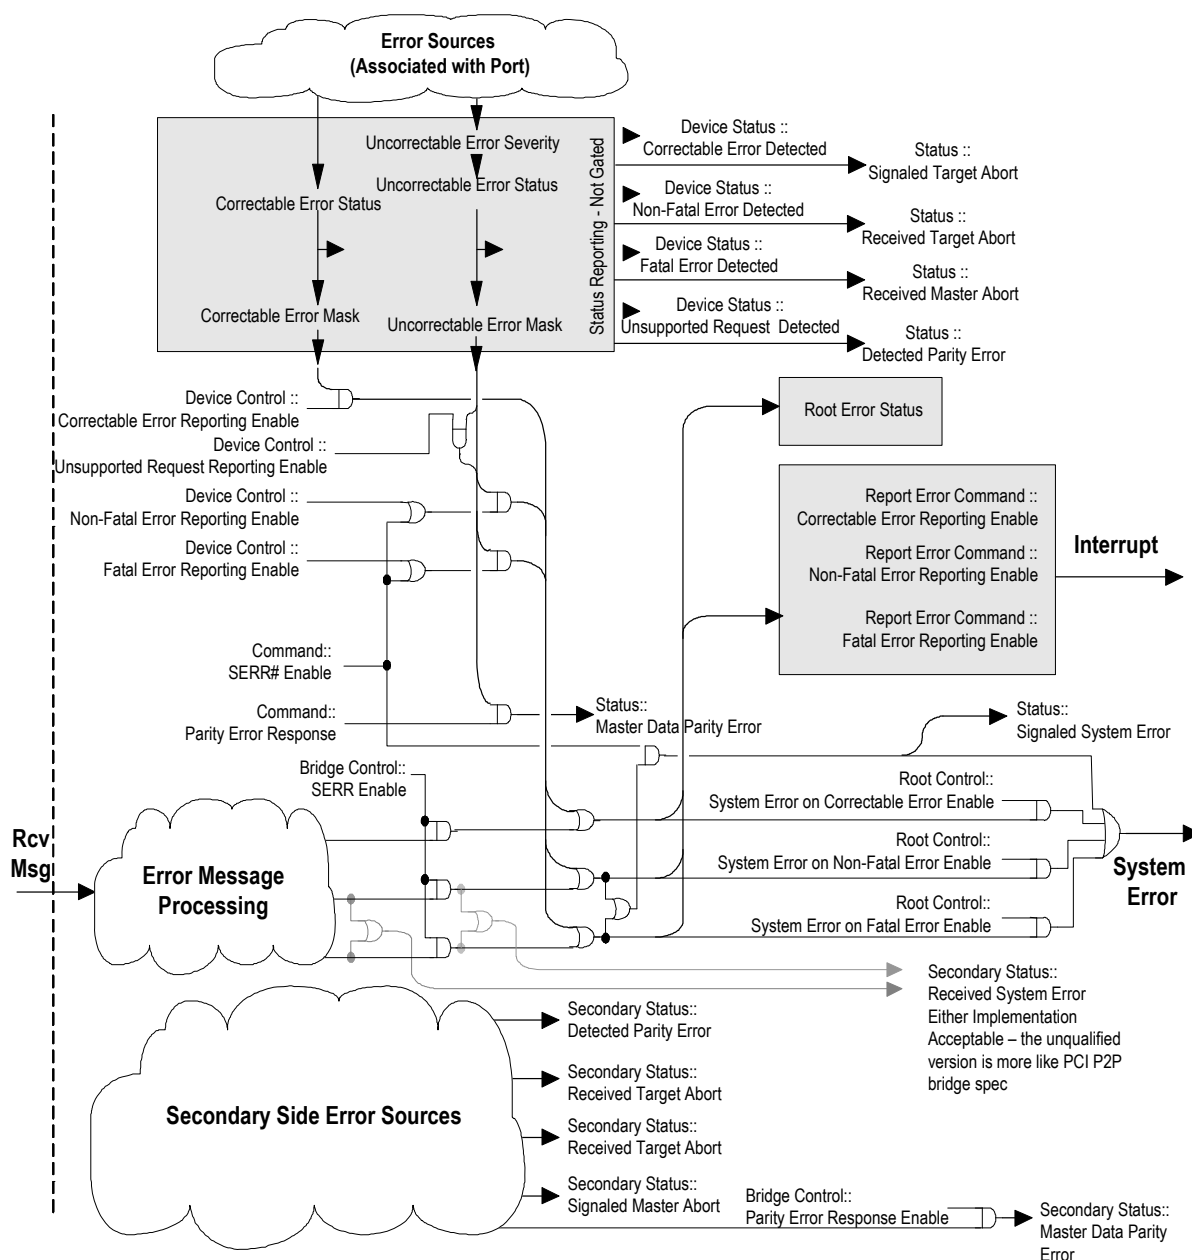 Error Sources
(Associated with Port)
Uncorrectable Error Severity
Uncorrectable Error Status
Correctable Error Status
Correctable Error Mask
Uncorrectable Error Mask
Status Reporting - Not Gated
Device Status ::
Correctable Error Detected
Status ::
Signaled Target Abort
Device Status ::
Non-Fatal Error Detected
Status ::
Received Target Abort
Device Status ::
Fatal Error Detected
Status ::
Received Master Abort
Device Status ::
Unsupported Request Detected
Status ::
Detected Parity Error
Device Control ::
Correctable Error Reporting Enable
Device Control ::
Unsupported Request Reporting Enable
Device Control ::
Non-Fatal Error Reporting Enable
Device Control ::
Fatal Error Reporting Enable
Root Error Status
Report Error Command ::
Correctable Error Reporting Enable
Report Error Command ::
Non-Fatal Error Reporting Enable
Report Error Command ::
Fatal Error Reporting Enable
Interrupt
Command::
SERR# Enable
Command::
Parity Error Response
Status::
Master Data Parity Error
Status::
Signaled System Error
Bridge Control::
SERR Enable
Root Control::
System Error on Correctable Error Enable
Root Control::
System Error on Non-Fatal Error Enable
Root Control::
System Error on Fatal Error Enable
System
Error
Rcv
Msg
Error Message
Processing
Secondary Status::
Received System Error
Either Implementation
Acceptable – the unqualified
version is more like PCI P2P
bridge spec
Secondary Side Error Sources
Secondary Status::
Detected Parity Error
Secondary Status::
Received Target Abort
Secondary Status::
Received Target Abort
Secondary Status::
Signaled Master Abort
Bridge Control::
Parity Error Response Enable
Secondary Status::
Master Data Parity
Error